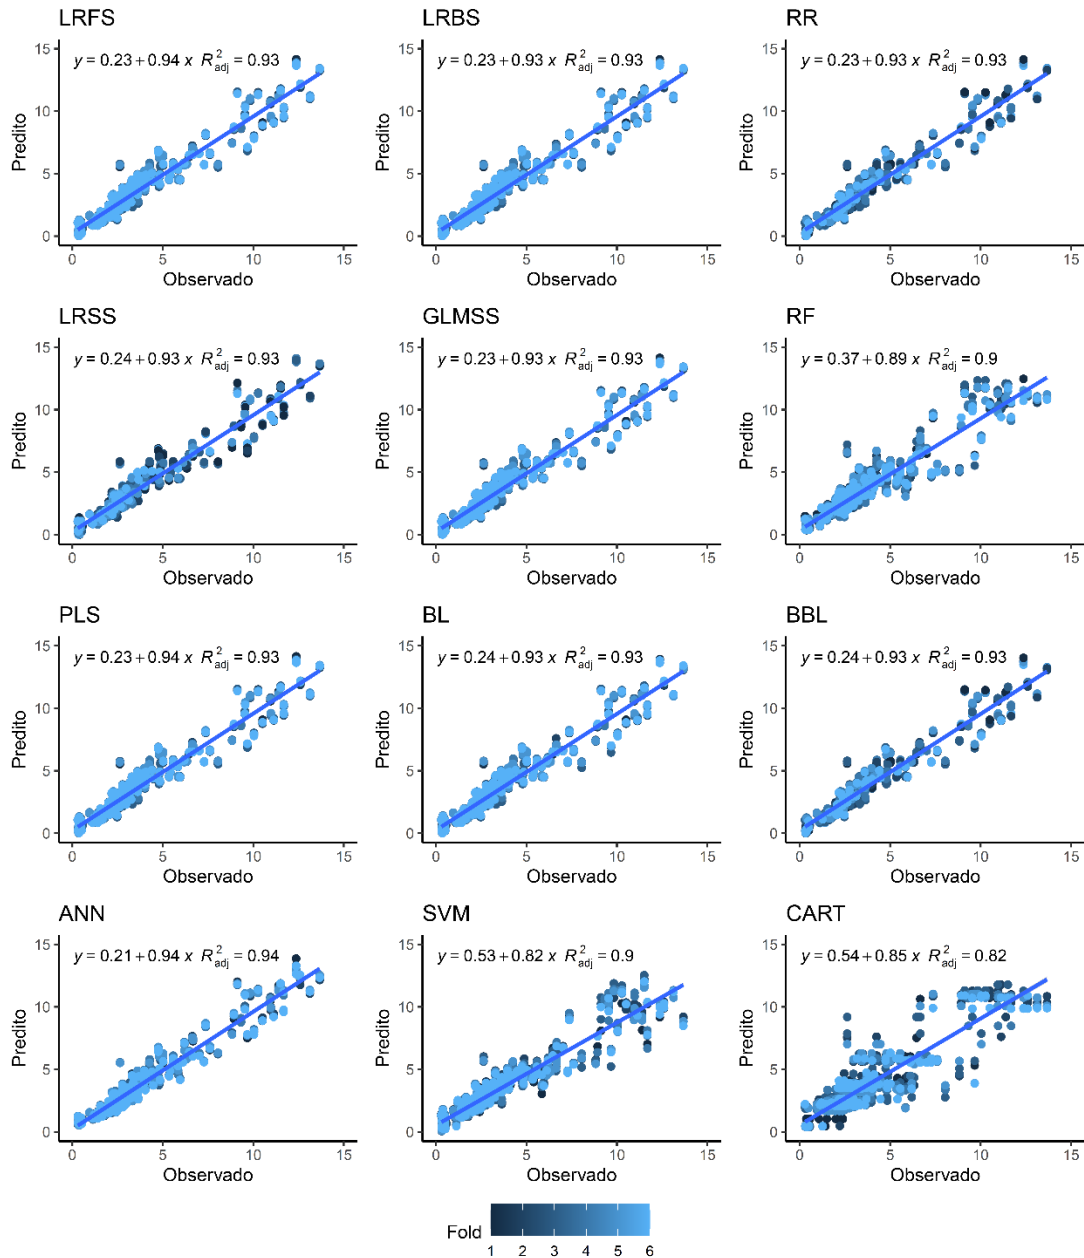 LRFS
LRBS
RR
y = 0.23 + 0.94 x R²adj = 0.93
y = 0.23 + 0.93 x R²adj = 0.93
y = 0.23 + 0.93 x R²adj = 0.93
15
10
5
0
Predito
15
10
5
0
Predito
15
10
5
0
Predito
0 5 10 15
0 5 10 15
0 5 10 15
Observado
Observado
Observado
LRSS
GLMSS
RF
y = 0.24 + 0.93 x R²adj = 0.93
y = 0.23 + 0.93 x R²adj = 0.93
y = 0.37 + 0.89 x R²adj = 0.9
15
10
5
0
Predito
15
10
5
0
Predito
15
10
5
0
Predito
0 5 10 15
0 5 10 15
0 5 10 15
Observado
Observado
Observado
PLS
BL
BBL
y = 0.23 + 0.94 x R²adj = 0.93
y = 0.24 + 0.93 x R²adj = 0.93
y = 0.24 + 0.93 x R²adj = 0.93
15
10
5
0
Predito
15
10
5
0
Predito
15
10
5
0
Predito
0 5 10 15
0 5 10 15
0 5 10 15
Observado
Observado
Observado
ANN
SVM
CART
y = 0.21 + 0.94 x R²adj = 0.94
y = 0.53 + 0.82 x R²adj = 0.9
y = 0.54 + 0.85 x R²adj = 0.82
15
10
5
0
Predito
15
10
5
0
Predito
15
10
5
0
Predito
0 5 10 15
0 5 10 15
0 5 10 15
Observado
Observado
Observado
Fold
1 2 3 4 5 6